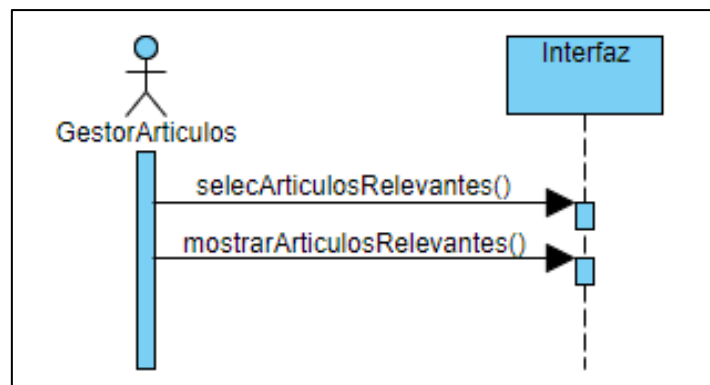 Interfaz
GestorArticulos
selecArticulosRelevantes()
mostrarArticulosRelevantes()